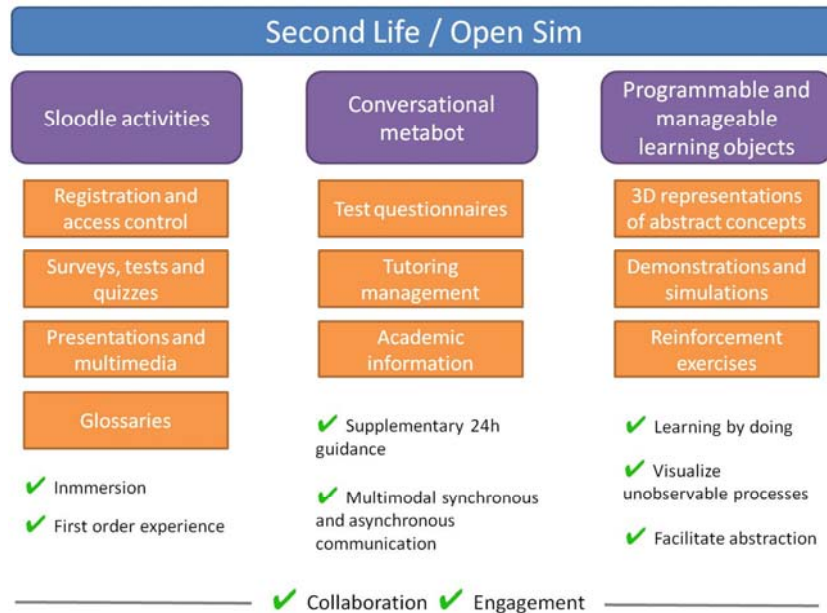 Second Life / Open Sim
Sloodle activities
Registration and
access control
Surveys, tests and
quizzes
Presentations and
multimedia
Glossaries
✔ Inmmersion
✔ First order experience
Conversational
metabot
Test questionnaires
Tutoring
management
Academic
information
✔ Supplementary 24h
guidance
✔ Multimodal synchronous
and asynchronous
communication
Programmable and
manageable
learning objects
3D representations
of abstract concepts
Demonstrations and
simulations
Reinforcement
exercises
✔ Learning by doing
✔ Visualize
unobservable processes
✔ Facilitate abstraction
✔ Collaboration ✔ Engagement